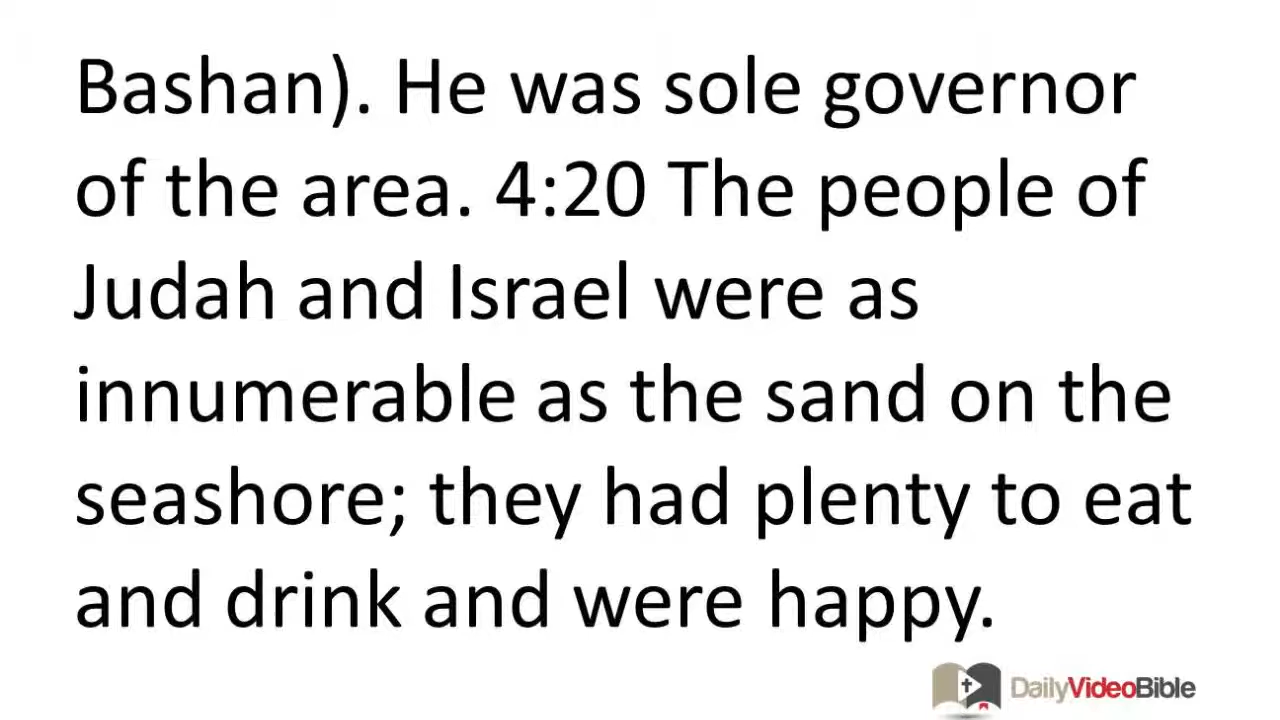 Bashan). He was sole governor
of the area. 4:20 The people of
Judah and Israel were as
innumerable as the sand on the
seashore; they had plenty to eat
and drink and were happy.
DailyVideoBible